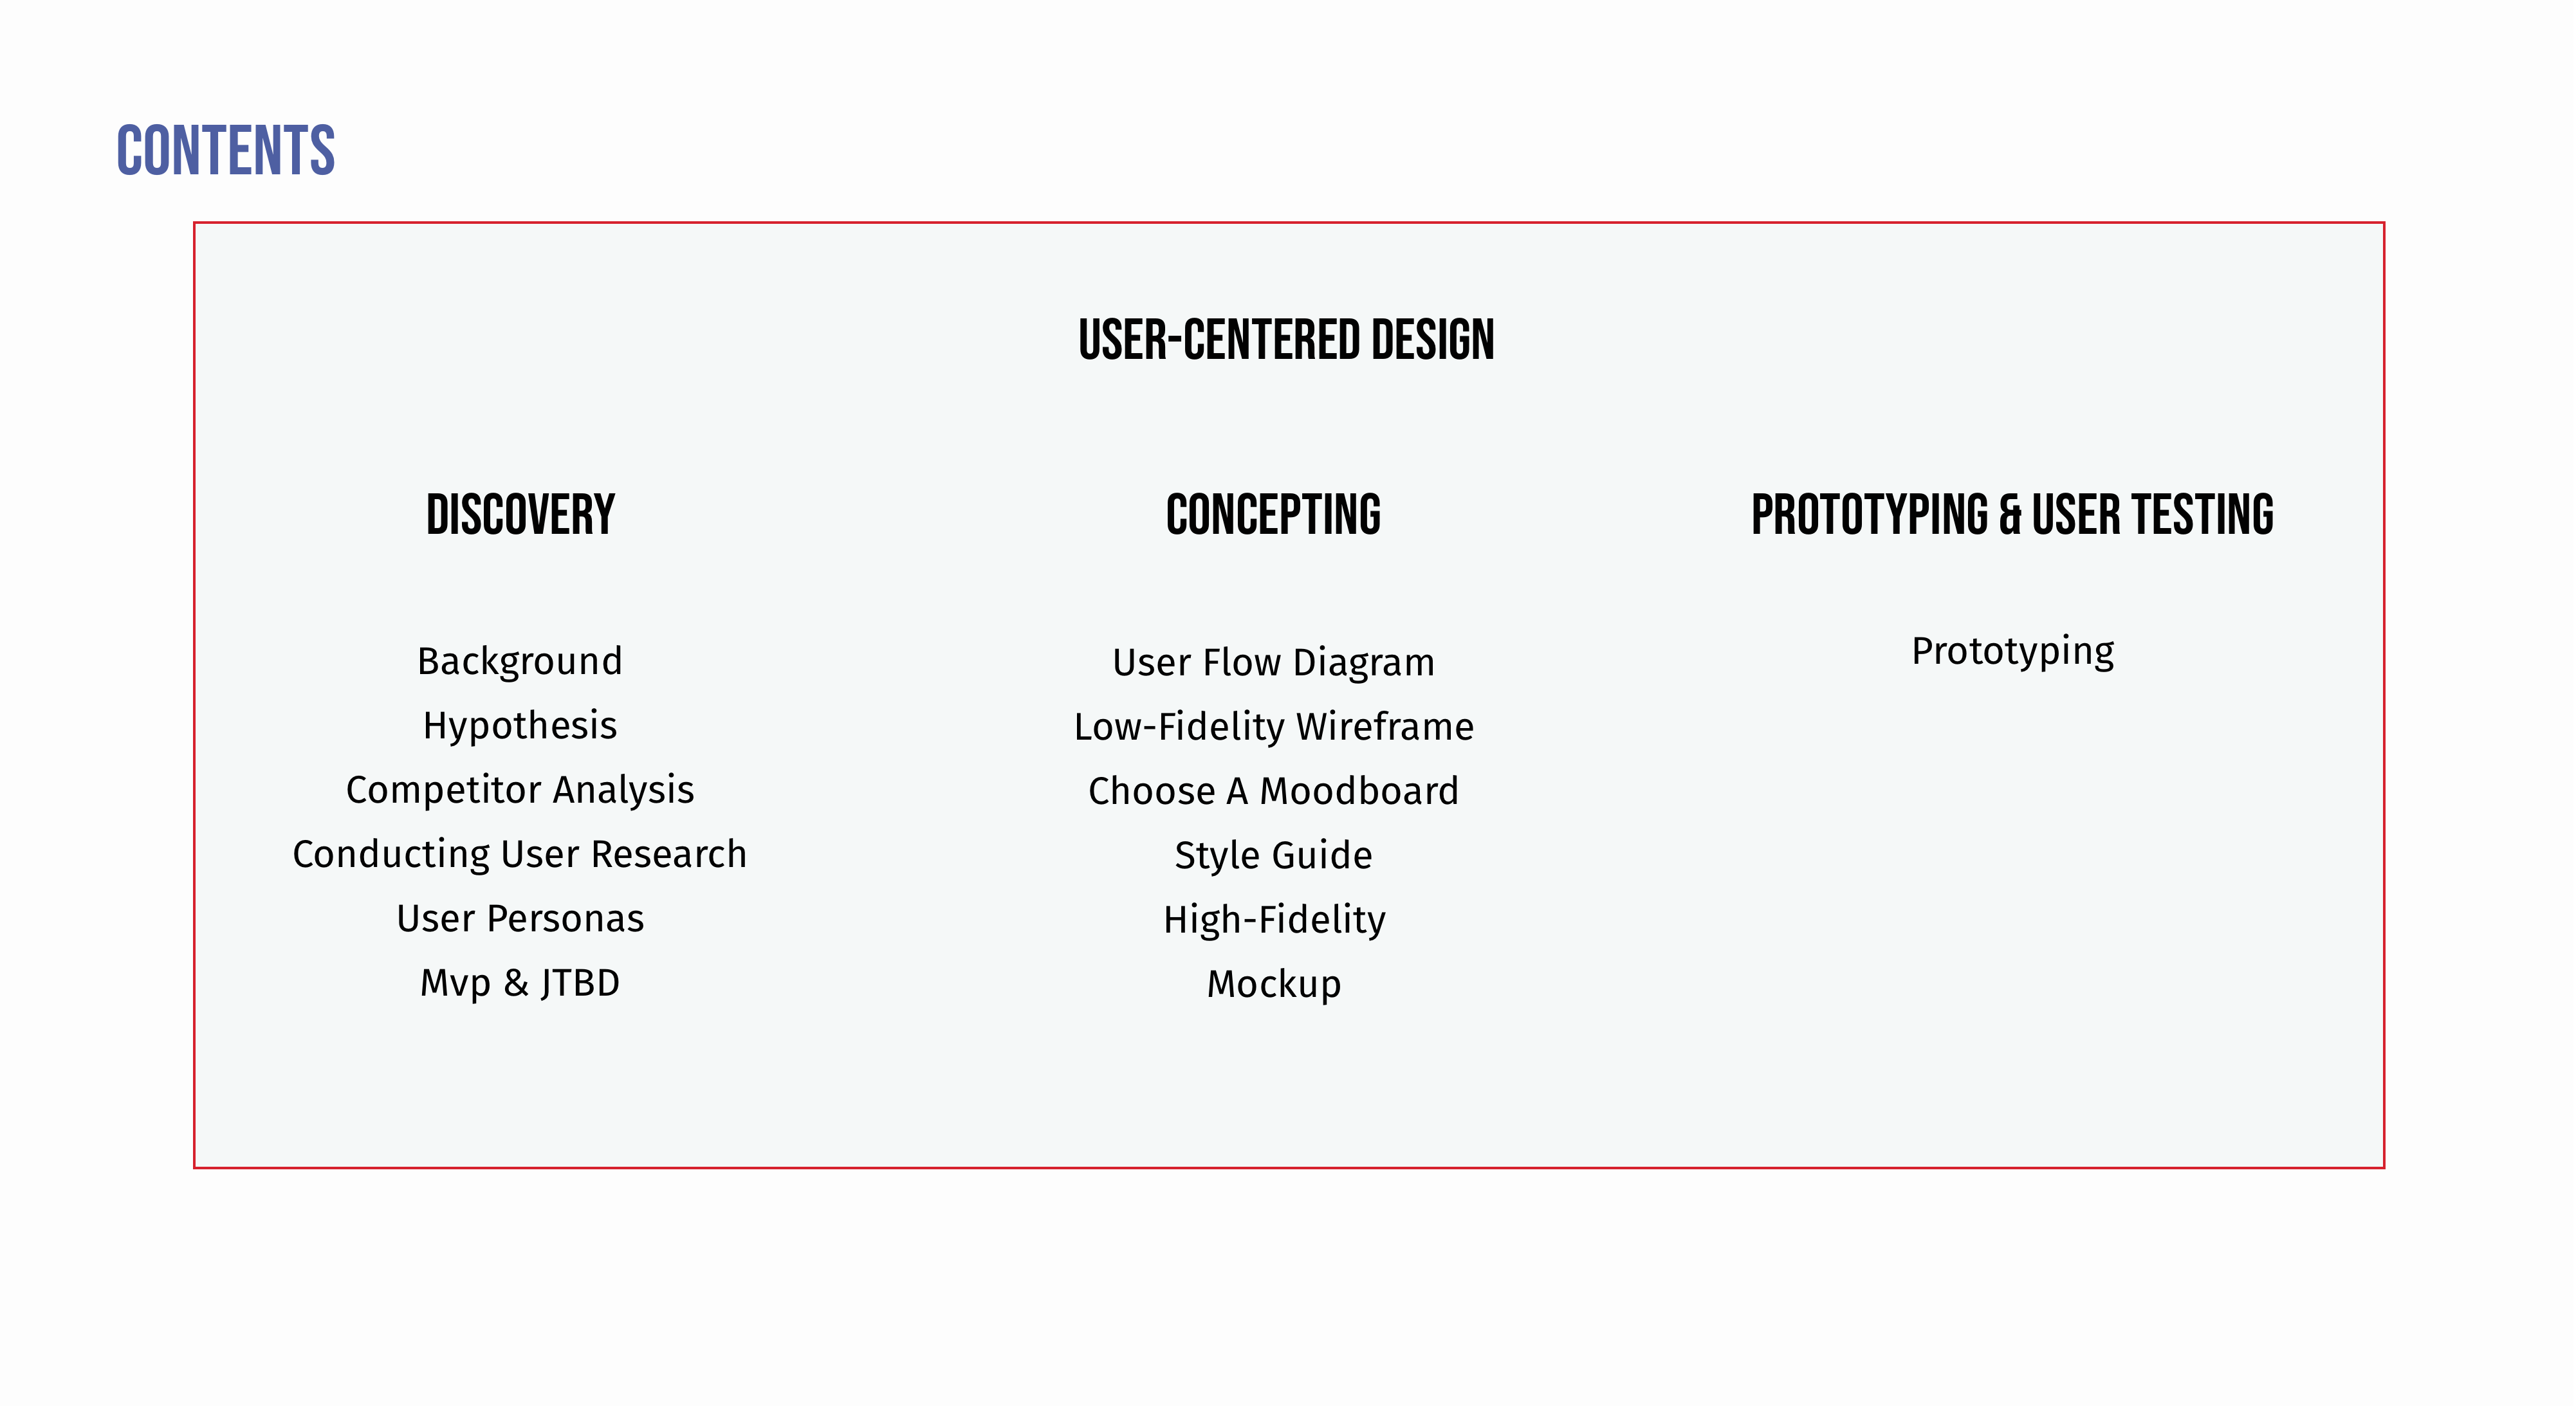 CONTENTS
USER-CENTERED DESIGN
DISCOVERY
Background
Hypothesis
Competitor Analysis
Conducting User Research
User Personas
Mvp & JTBD
CONCEPTING
User Flow Diagram
Low-Fidelity Wireframe
Choose A Moodboard
Style Guide
High-Fidelity
Mockup
PROTOTYPING & USER TESTING
Prototyping